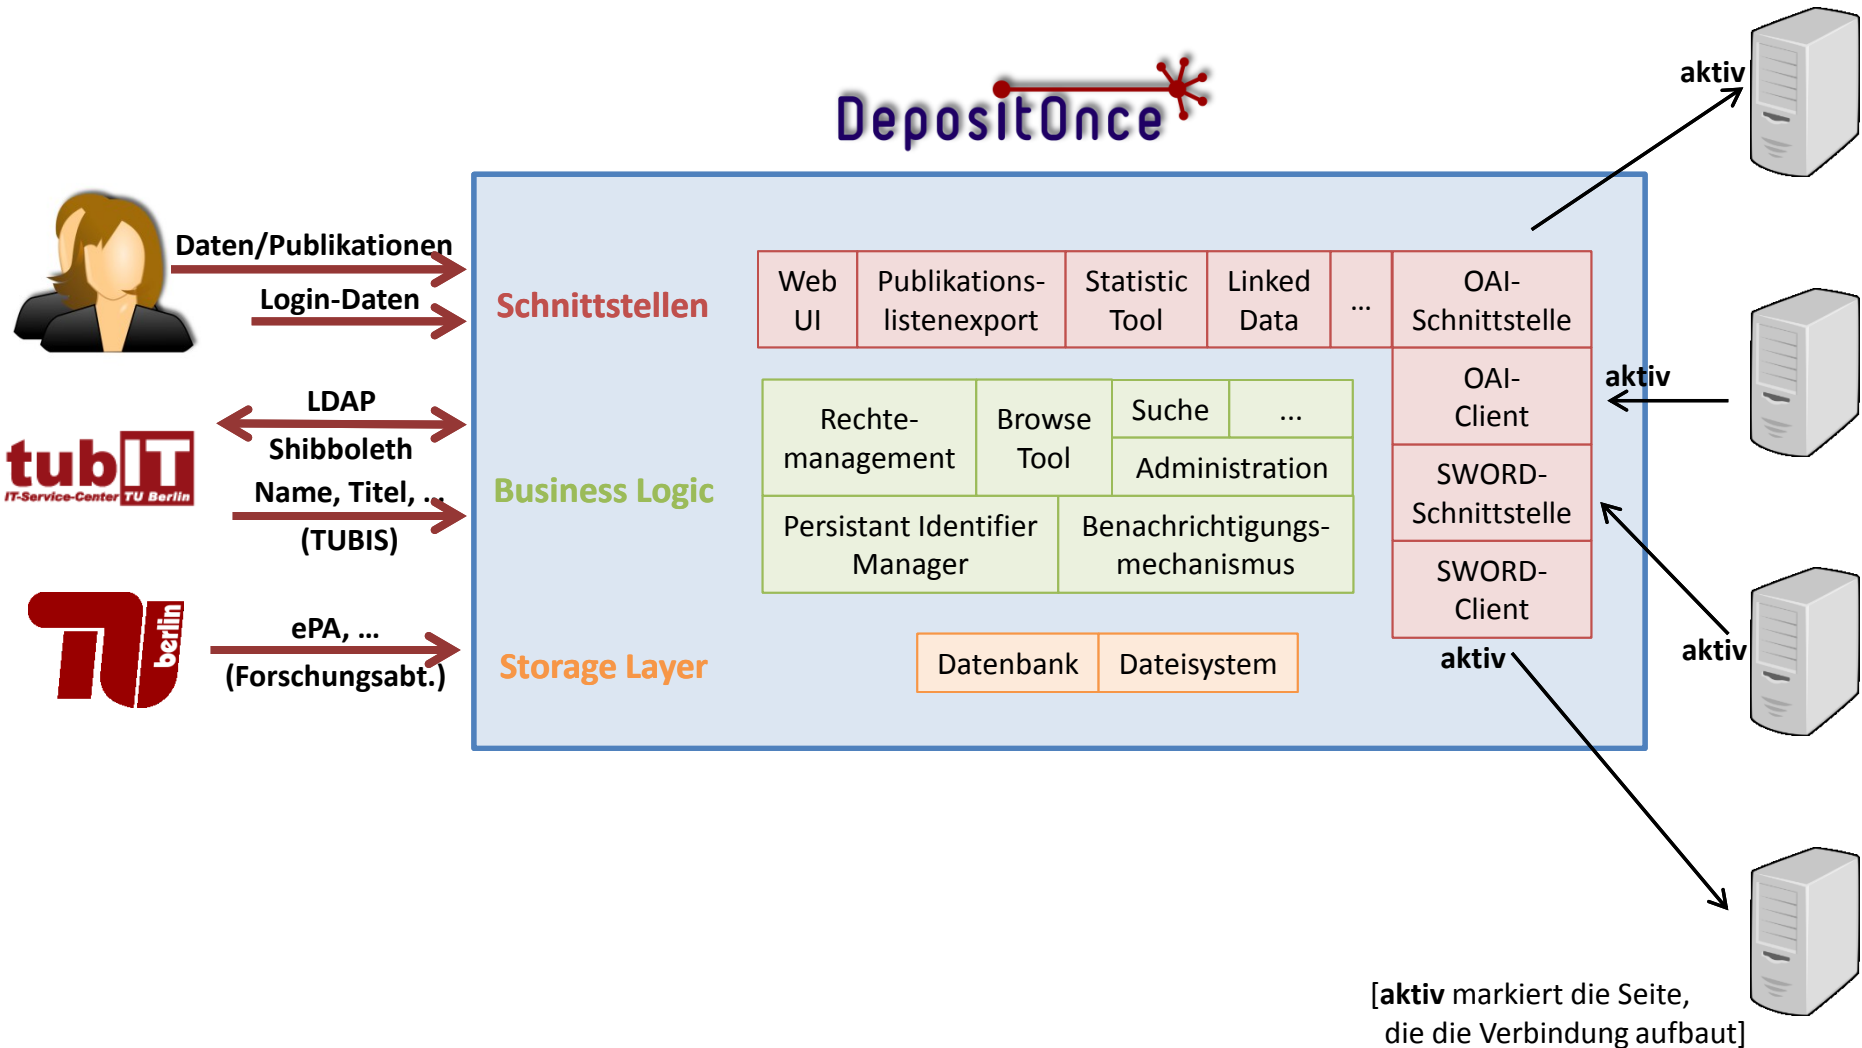 DepositOnce
aktiv
Daten/Publikationen
Login-Daten
LDAP
Shibboleth
tubIT
IT-Service-Center TU Berlin
Name, Titel, ...
(TUBIS)
TU berlin
ePA, ...
(Forschungsabt.)
Schnittstellen
Web
UI
Publikations-
listenexport
Statistic
Tool
Linked
Data
...
OAI-
Schnittstelle
OAI-
Client
SWORD-
Schnittstelle
SWORD-
Client
Business Logic
Rechte-
management
Browse
Tool
Suche
...
Administration
Persistant Identifier
Manager
Benachrichtigungs-
mechanismus
Storage Layer
Datenbank
Dateisystem
aktiv
aktiv
aktiv
[aktiv markiert die Seite,
die die Verbindung aufbaut]